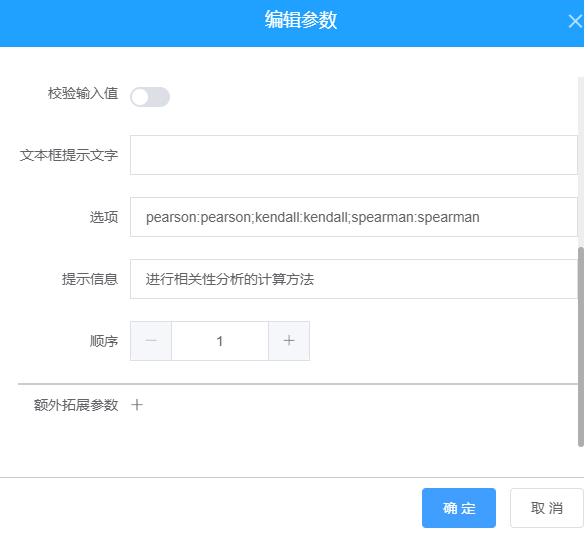 编辑参数
校验输入值
文本框提示文字
选项 pearson:pearson;kendall:kendall;spearman:spearman
提示信息 进行相关性分析的计算方法
顺序 1
额外拓展参数
确 定 取 消